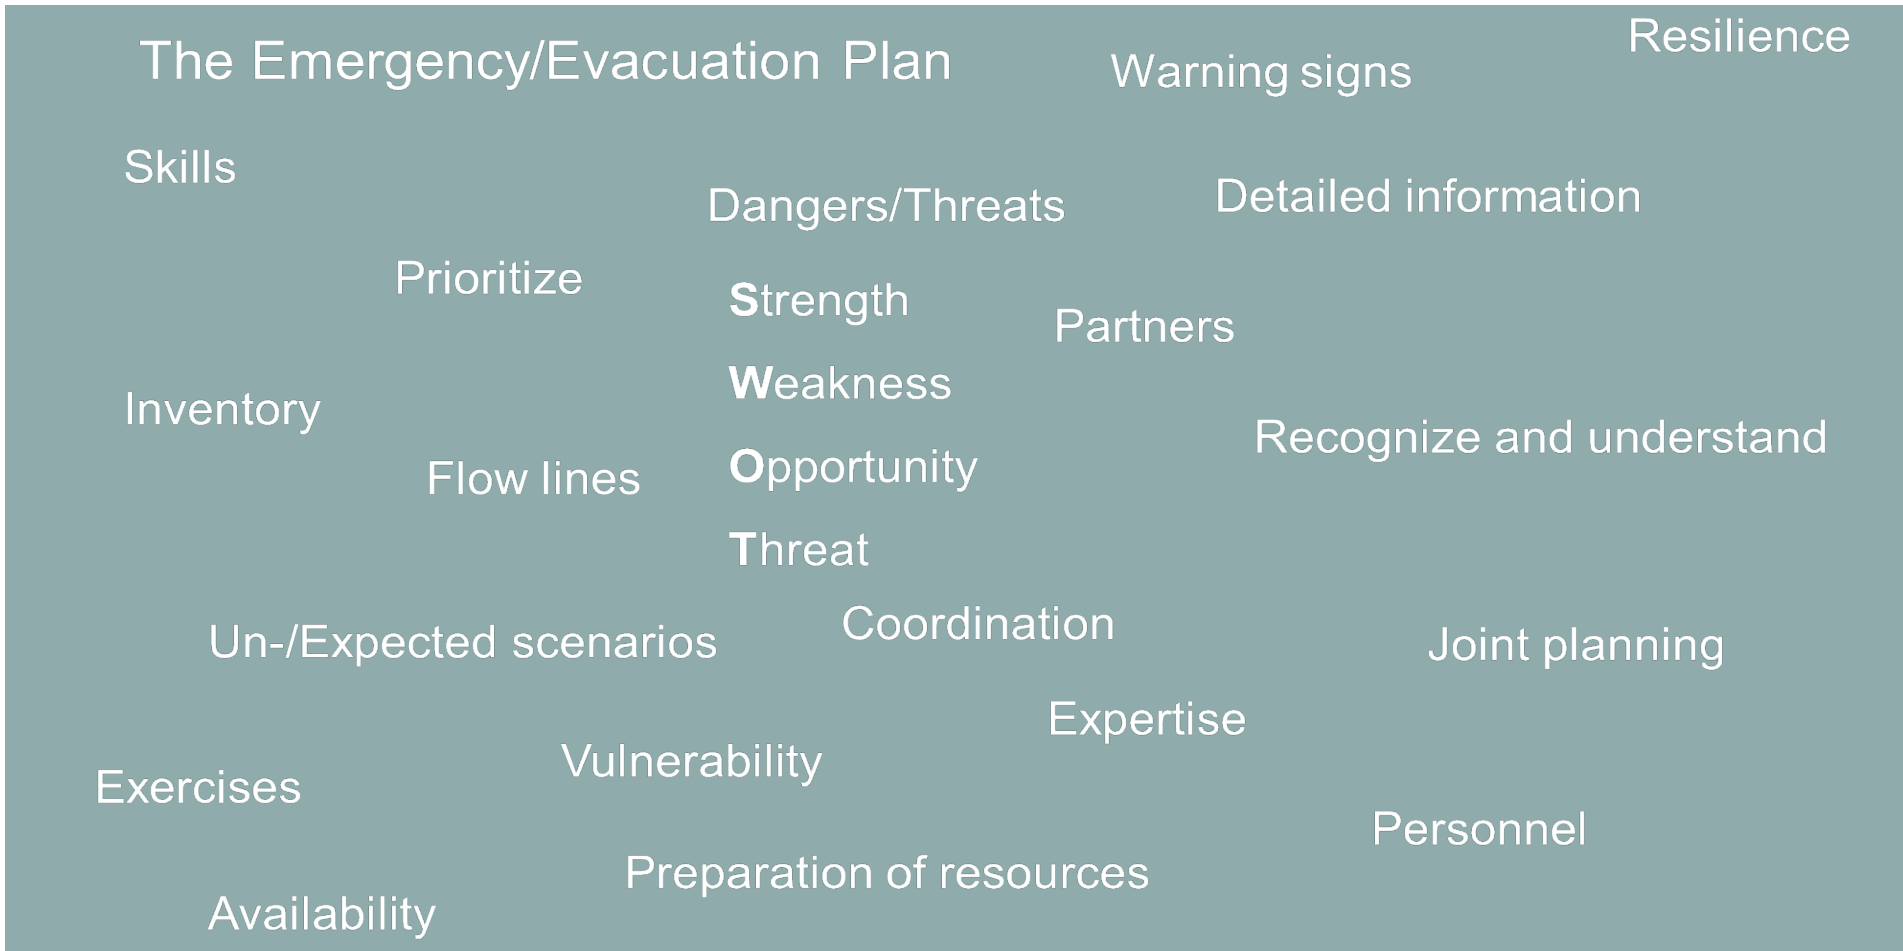 The Emergency/Evacuation Plan
Resilience
Warning signs
Skills
Dangers/Threats
Detailed information
Prioritize
Strength
Partners
Weakness
Inventory
Recognize and understand
Flow lines
Opportunity
Threat
Un-/Expected scenarios
Coordination
Joint planning
Expertise
Vulnerability
Exercises
Personnel
Preparation of resources
Availability